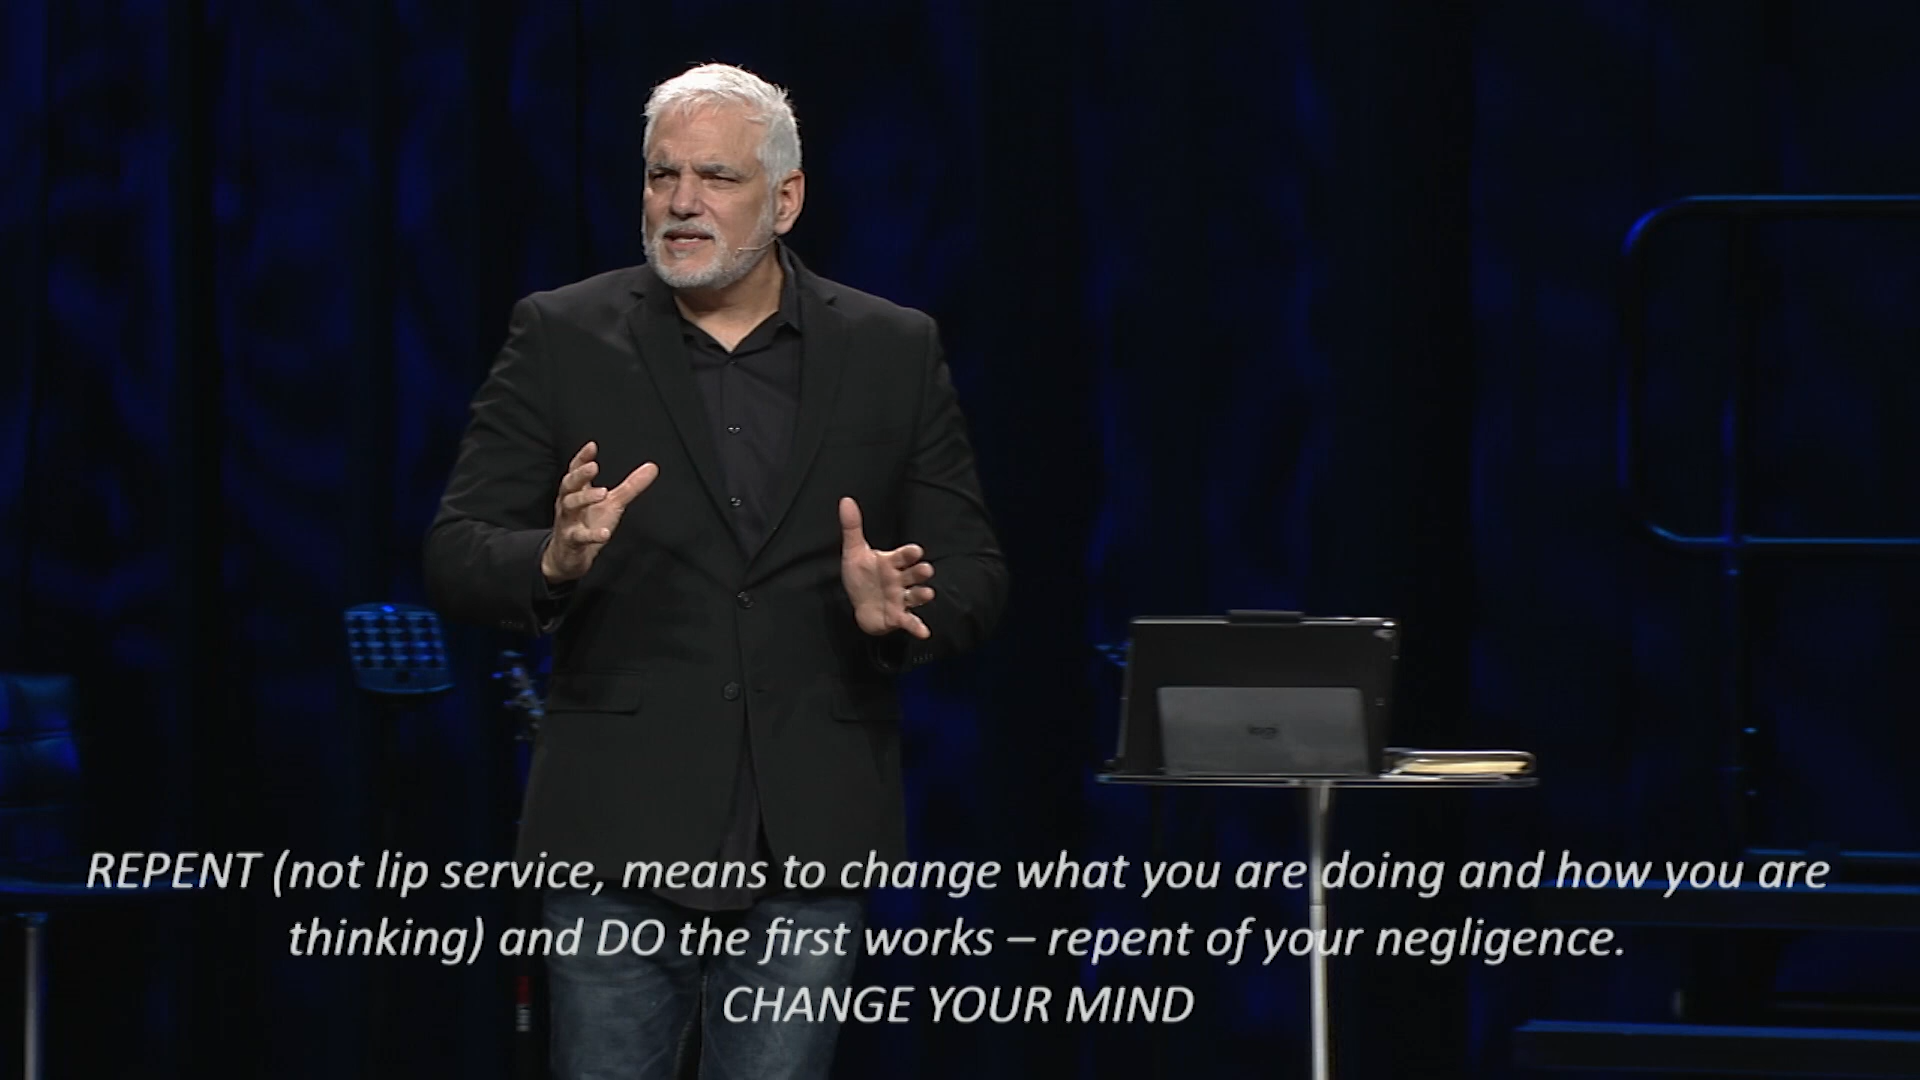 REPENT (not lip service, means to change what you are doing and how you are
thinking) and DO the first works – repent of your negligence.
CHANGE YOUR MIND